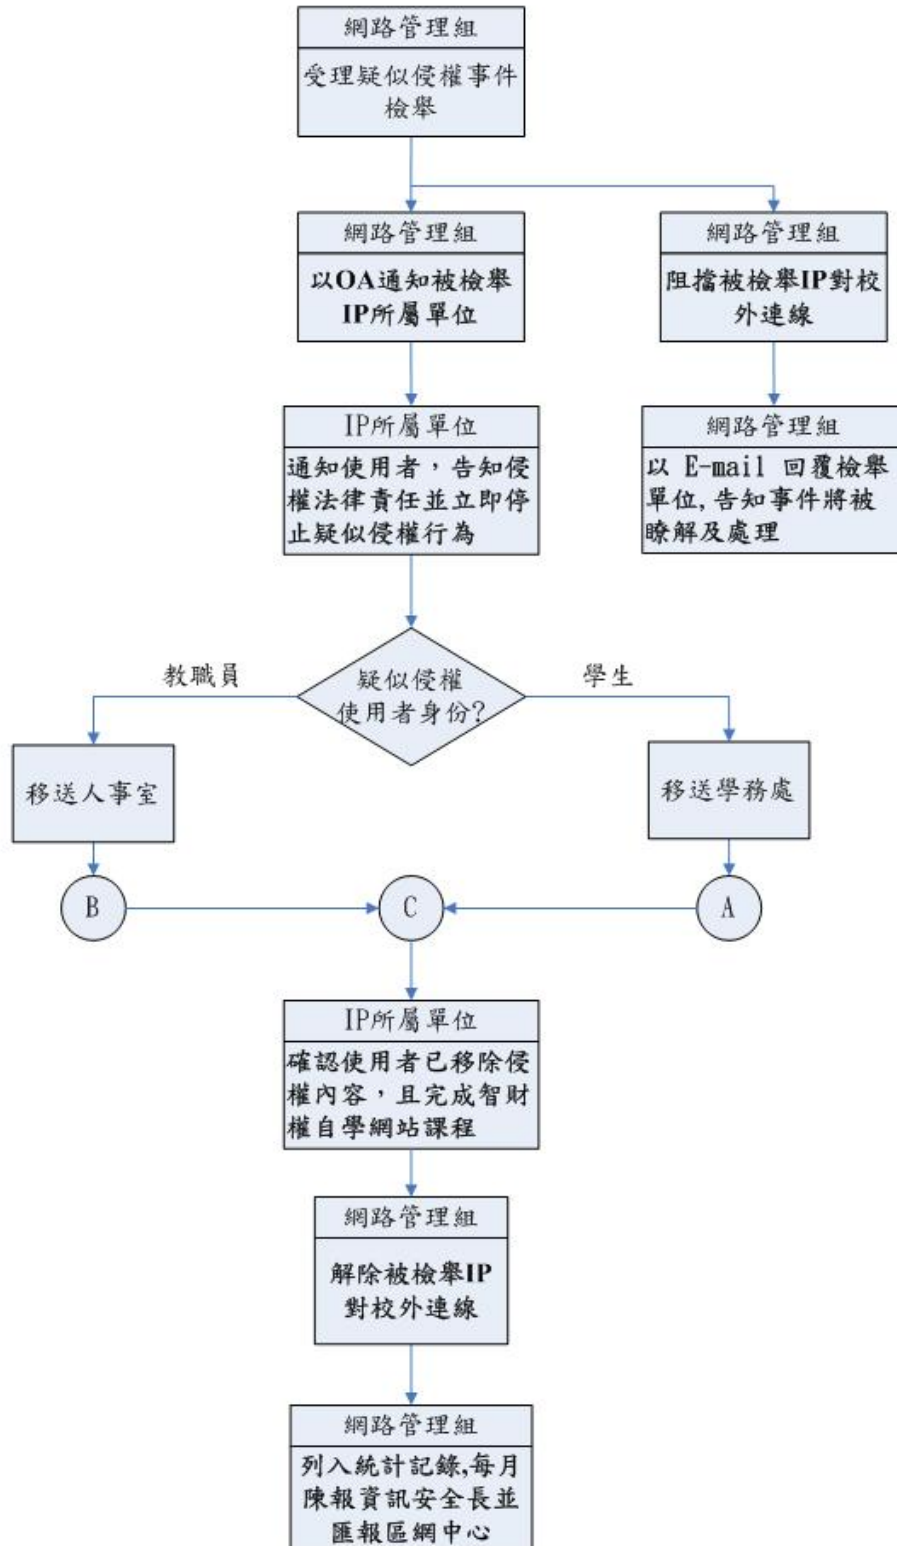 網路管理組
受理疑似侵權事件
檢舉
網路管理組
以OA通知被檢舉
IP所屬單位
網路管理組
阻擋被檢舉IP對校
外連線
IP所屬單位
通知使用者，告知侵
權法律責任並立即停
止疑似侵權行為
網路管理組
以 E-mail 回覆檢舉
單位,告知事件將被
瞭解及處理
教職員
疑似侵權
使用者身份?
學生
移送人事室
移送學務處
B
C
A
IP所屬單位
確認使用者已移除侵
權內容，且完成智財
權自學網站課程
網路管理組
解除被檢舉IP
對校外連線
網路管理組
列入統計記錄,每月
陳報資訊安全長並
匯報區網中心